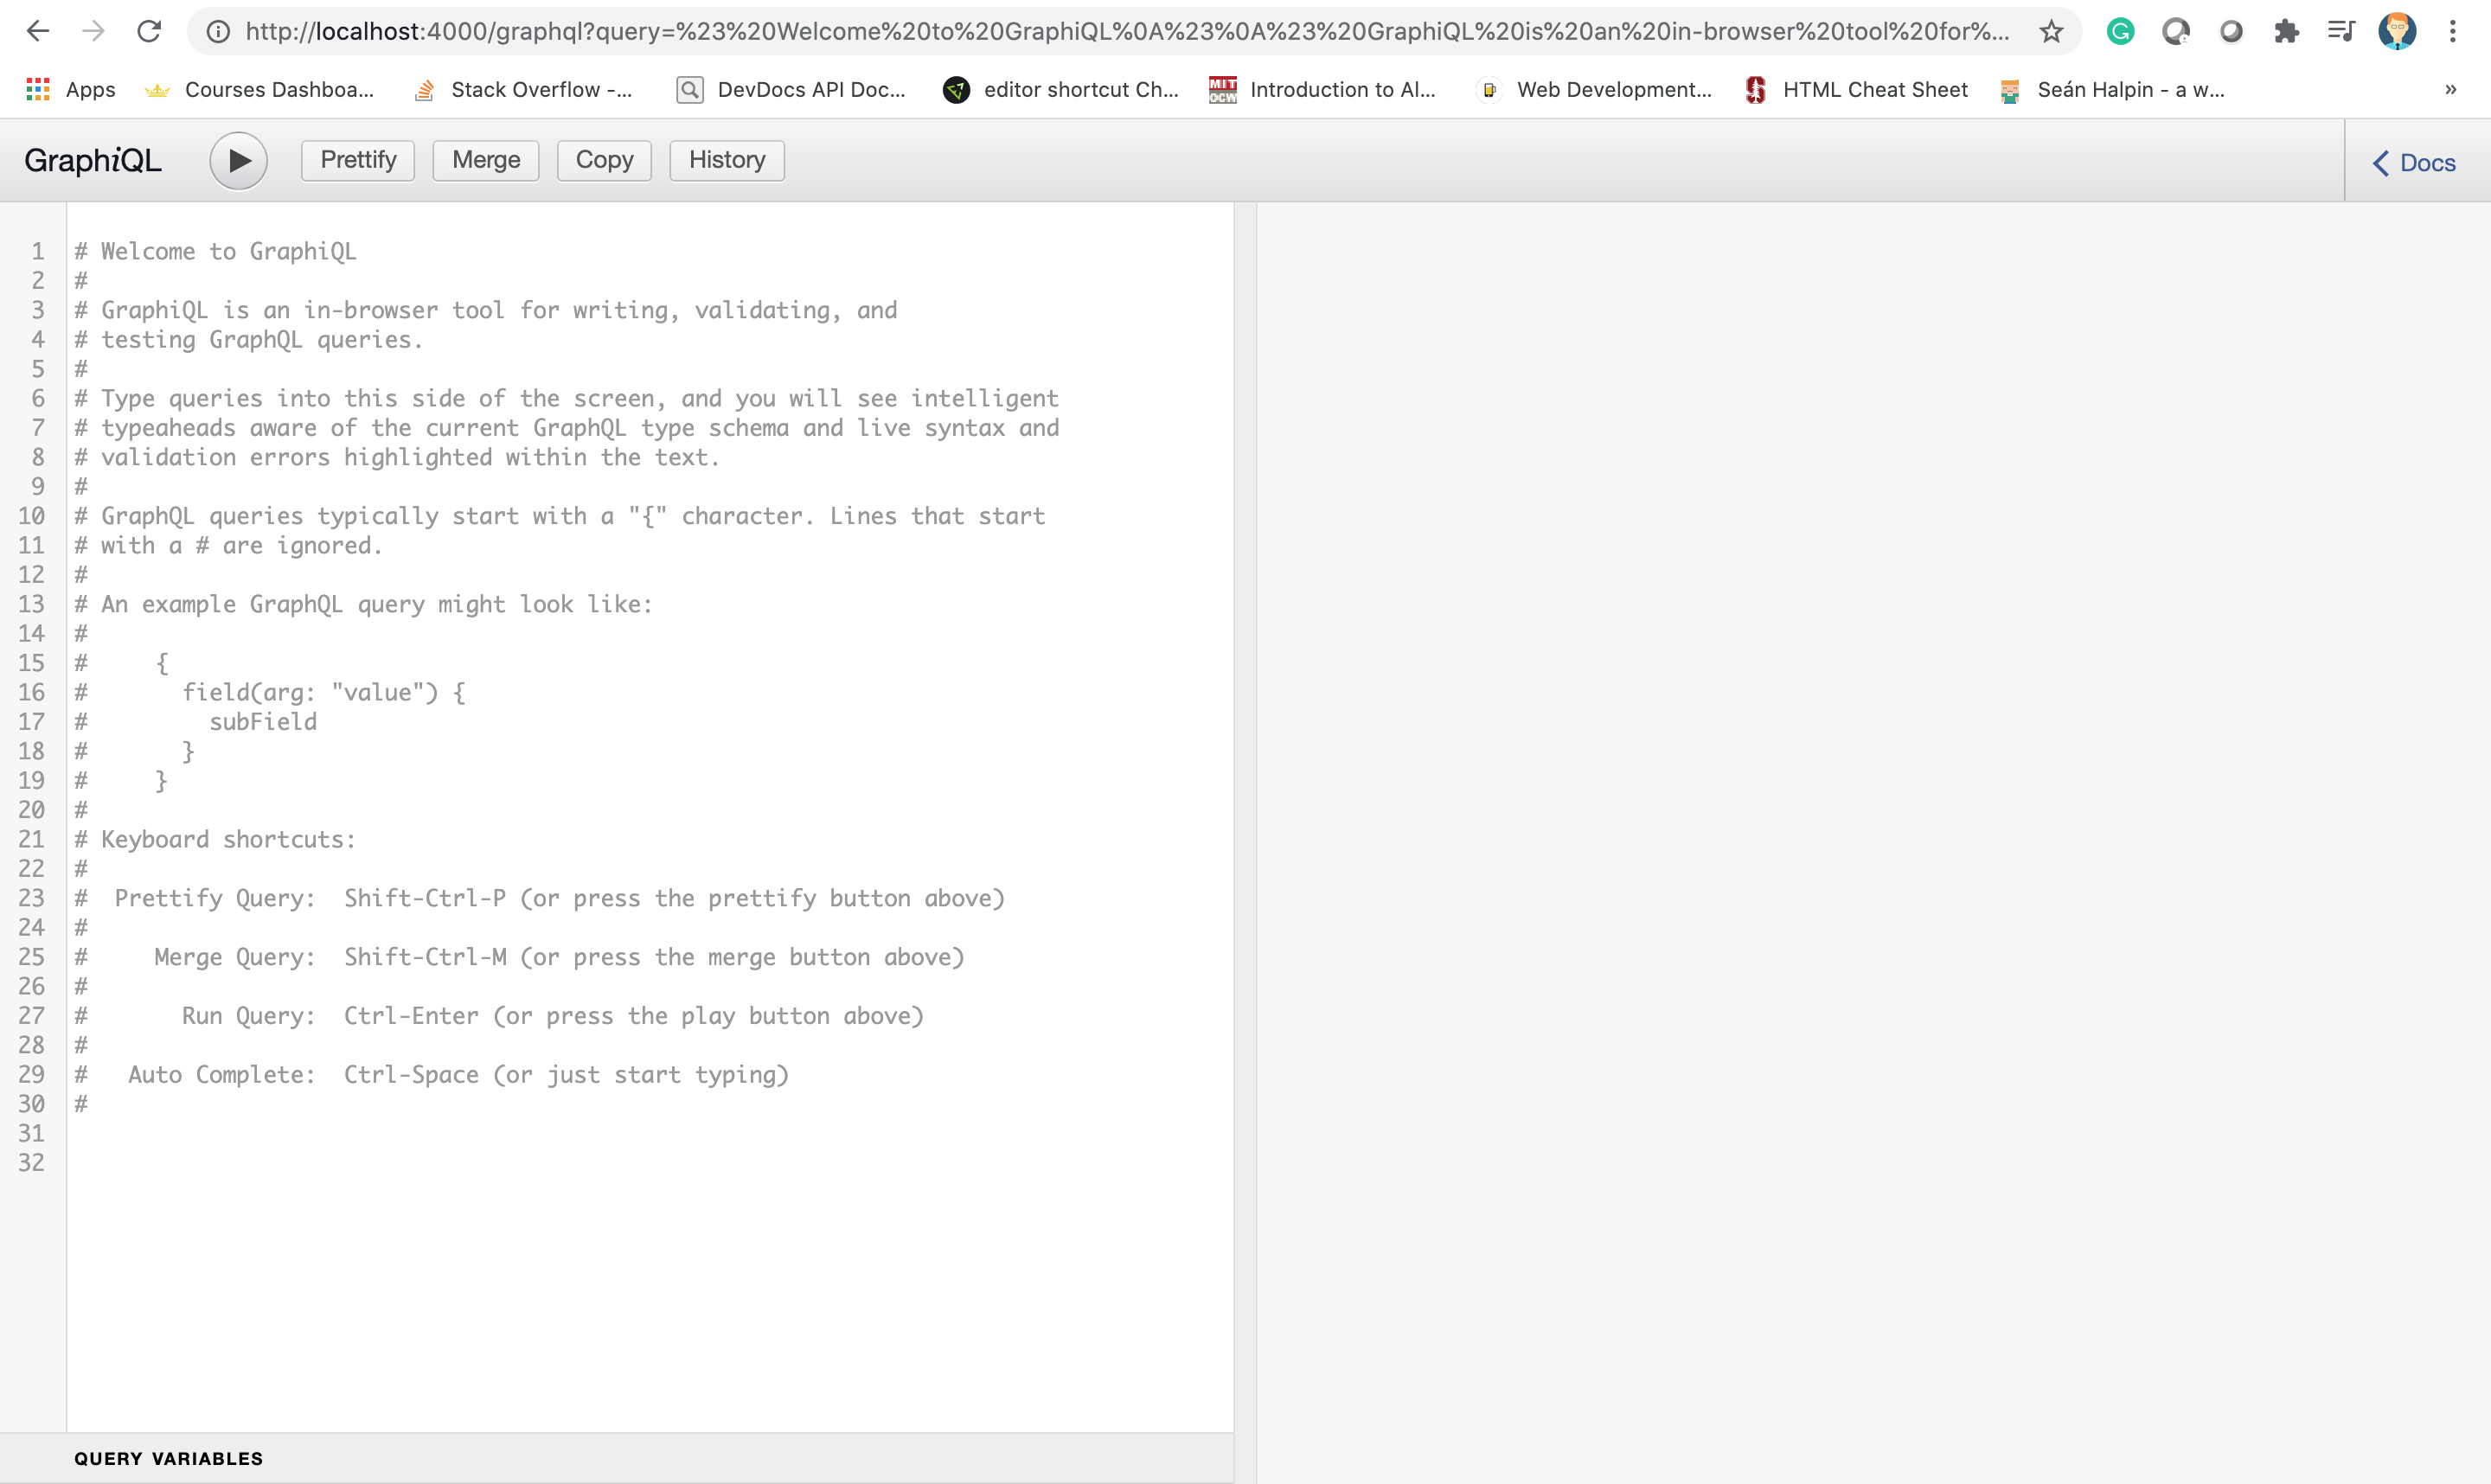 http://localhost:4000/graphql?query=%23%20Welcome%20to%20GraphiQL%0A%23%0A%23%20GraphiQL%20is%20an%20in-browser%20tool%20for%...
Apps Courses Dashboa... Stack Overflow -... DevDocs API Doc... editor shortcut Ch... MIT OCW Introduction to Al... Web Development... HTML Cheat Sheet Seán Halpin - a w... »
GraphiQL Prettify Merge Copy History Docs
1 # Welcome to GraphiQL
2 #
3 # GraphiQL is an in-browser tool for writing, validating, and
4 # testing GraphQL queries.
5 #
6 # Type queries into this side of the screen, and you will see intelligent
7 # typeaheads aware of the current GraphQL type schema and live syntax and
8 # validation errors highlighted within the text.
9 #
10 # GraphQL queries typically start with a "{" character. Lines that start
11 # with a # are ignored.
12 #
13 # An example GraphQL query might look like:
14 #
15 #     {
16 #       field(arg: "value") {
17 #         subField
18 #       }
19 #     }
20 #
21 # Keyboard shortcuts:
22 #
23 #  Prettify Query:  Shift-Ctrl-P (or press the prettify button above)
24 #
25 #     Merge Query:  Shift-Ctrl-M (or press the merge button above)
26 #
27 #       Run Query:  Ctrl-Enter (or press the play button above)
28 #
29 #   Auto Complete:  Ctrl-Space (or just start typing)
30 #
31
32
QUERY VARIABLES